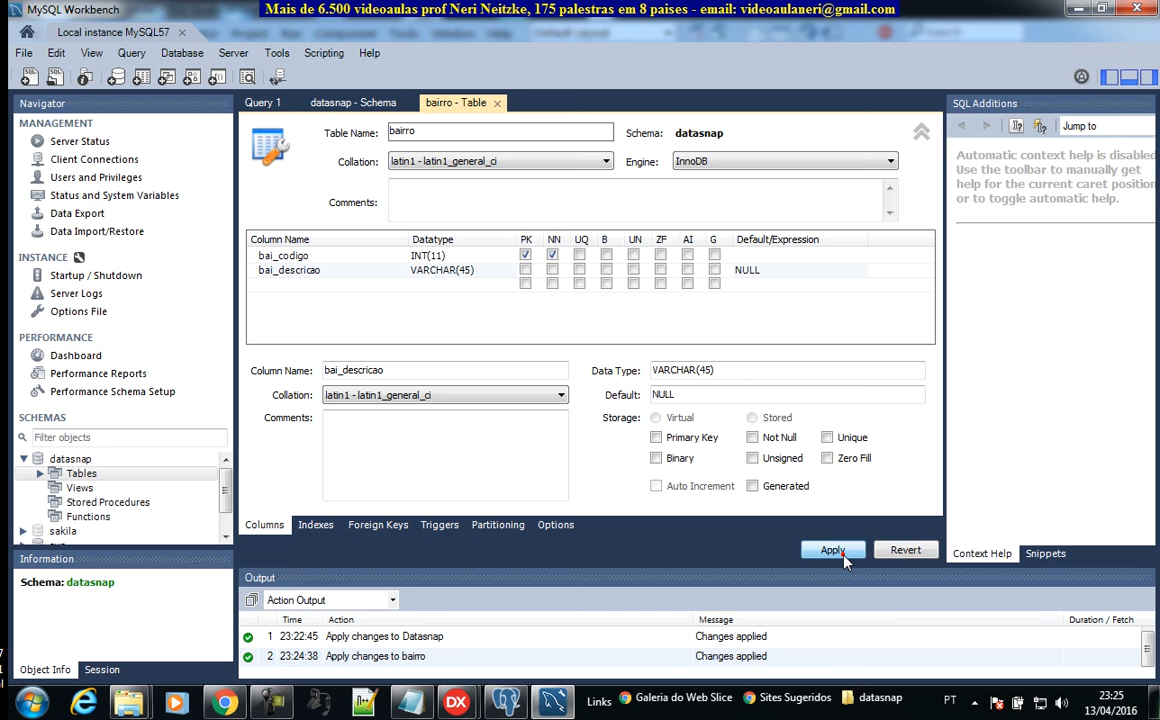 MySQL Workbench
Mais de 6.500 videoaulas prof Neri Neitzke, 175 palestras em 8 paises - email: videoaulaneri@gmail.com
Local instance MySQL57
File Edit View Query Database Server Tools Scripting Help
Navigator
MANAGEMENT
Server Status
Client Connections
Users and Privileges
Status and System Variables
Data Export
Data Import/Restore
INSTANCE
Startup / Shutdown
Server Logs
Options File
PERFORMANCE
Dashboard
Performance Reports
Performance Schema Setup
SCHEMAS
Filter objects
datasnap
Tables
Views
Stored Procedures
Functions
sakila
Information
Schema: datasnap
Object Info Session
Query 1 datasnap - Schema bairro - Table
Table Name: bairro Schema: datasnap
Collation: latin1 - latin1_general_ci Engine: InnoDB
Comments:
Column Name Datatype PK NN UQ B UN ZF AI G Default/Expression
bai_codigo INT(11)
bai_descricao VARCHAR(45) NULL
Column Name: bai_descricao Data Type: VARCHAR(45)
Collation: latin1 - latin1_general_ci Default: NULL
Comments: Storage: Virtual Stored
Primary Key Not Null Unique
Binary Unsigned Zero Fill
Auto Increment Generated
Columns Indexes Foreign Keys Triggers Partitioning Options
Apply Revert
SQL Additions
Jump to
Automatic context help is disabled
Use the toolbar to manually get
help for the current caret position
or to toggle automatic help.
Context Help Snippets
Output
Action Output
Time Action Message Duration / Fetch
1 23:22:45 Apply changes to Datasnap Changes applied
2 23:24:38 Apply changes to bairro Changes applied
DX Links Galeria do Web Slice Sites Sugeridos datasnap PT 23:25
13/04/2016